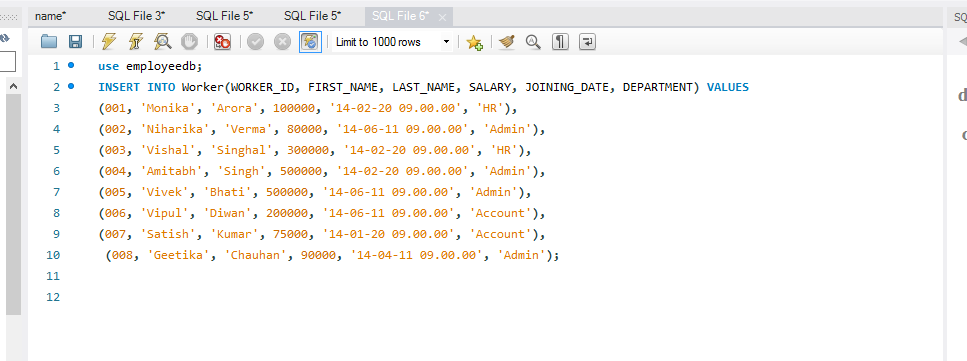 name* SQL File 3* SQL File 5* SQL File 5* SQL File 6*
Limit to 1000 rows
1 use employeedb;
2 INSERT INTO Worker(WORKER_ID, FIRST_NAME, LAST_NAME, SALARY, JOINING_DATE, DEPARTMENT) VALUES
3 (001, 'Monika', 'Arora', 100000, '14-02-20 09.00.00', 'HR'),
4 (002, 'Niharika', 'Verma', 80000, '14-06-11 09.00.00', 'Admin'),
5 (003, 'Vishal', 'Singhal', 300000, '14-02-20 09.00.00', 'HR'),
6 (004, 'Amitabh', 'Singh', 500000, '14-02-20 09.00.00', 'Admin'),
7 (005, 'Vivek', 'Bhati', 500000, '14-06-11 09.00.00', 'Admin'),
8 (006, 'Vipul', 'Diwan', 200000, '14-06-11 09.00.00', 'Account'),
9 (007, 'Satish', 'Kumar', 75000, '14-01-20 09.00.00', 'Account'),
10 (008, 'Geetika', 'Chauhan', 90000, '14-04-11 09.00.00', 'Admin');
11
12